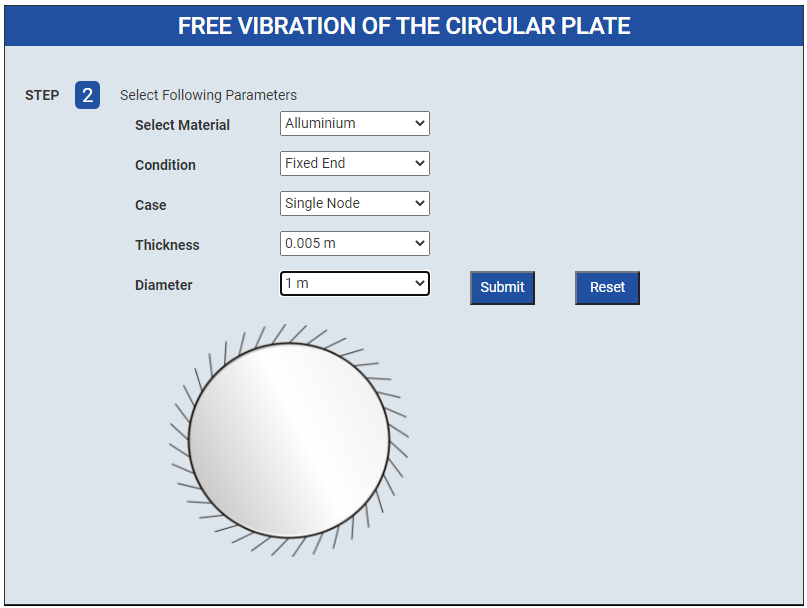 FREE VIBRATION OF THE CIRCULAR PLATE
STEP 2 Select Following Parameters
Select Material Alluminium
Condition Fixed End
Case Single Node
Thickness 0.005 m
Diameter 1 m Submit Reset